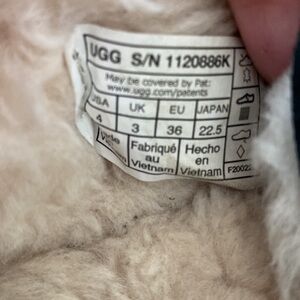 UGG S/N 1120886K
May be covered by Pat:
www.ugg.com/patents
USA UK EU JAPAN
4 3 36 22.5
Fabriqué Hecho
au en
Vietnam Vietnam